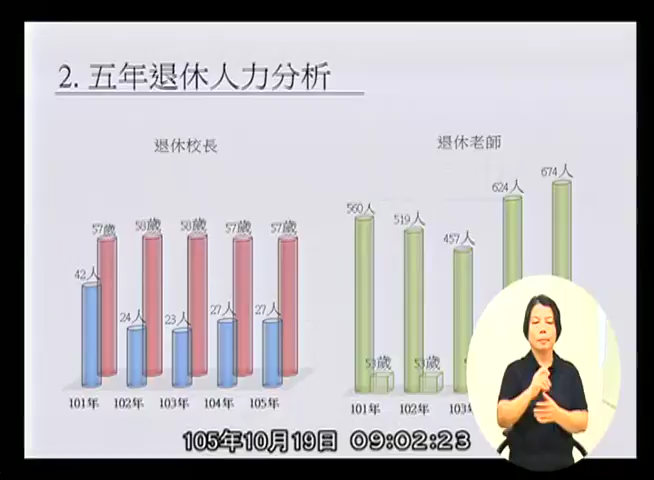 2. 五年退休人力分析
退休校長
退休老師
57歲 58歲 58歲 57歲 57歲
42人 24人 23人 27人 27人
101年 102年 103年 104年 105年
560人 519人 457人 624人 674人
53歲 53歲
101年 102年 103年
105年10月19日 09:02:23